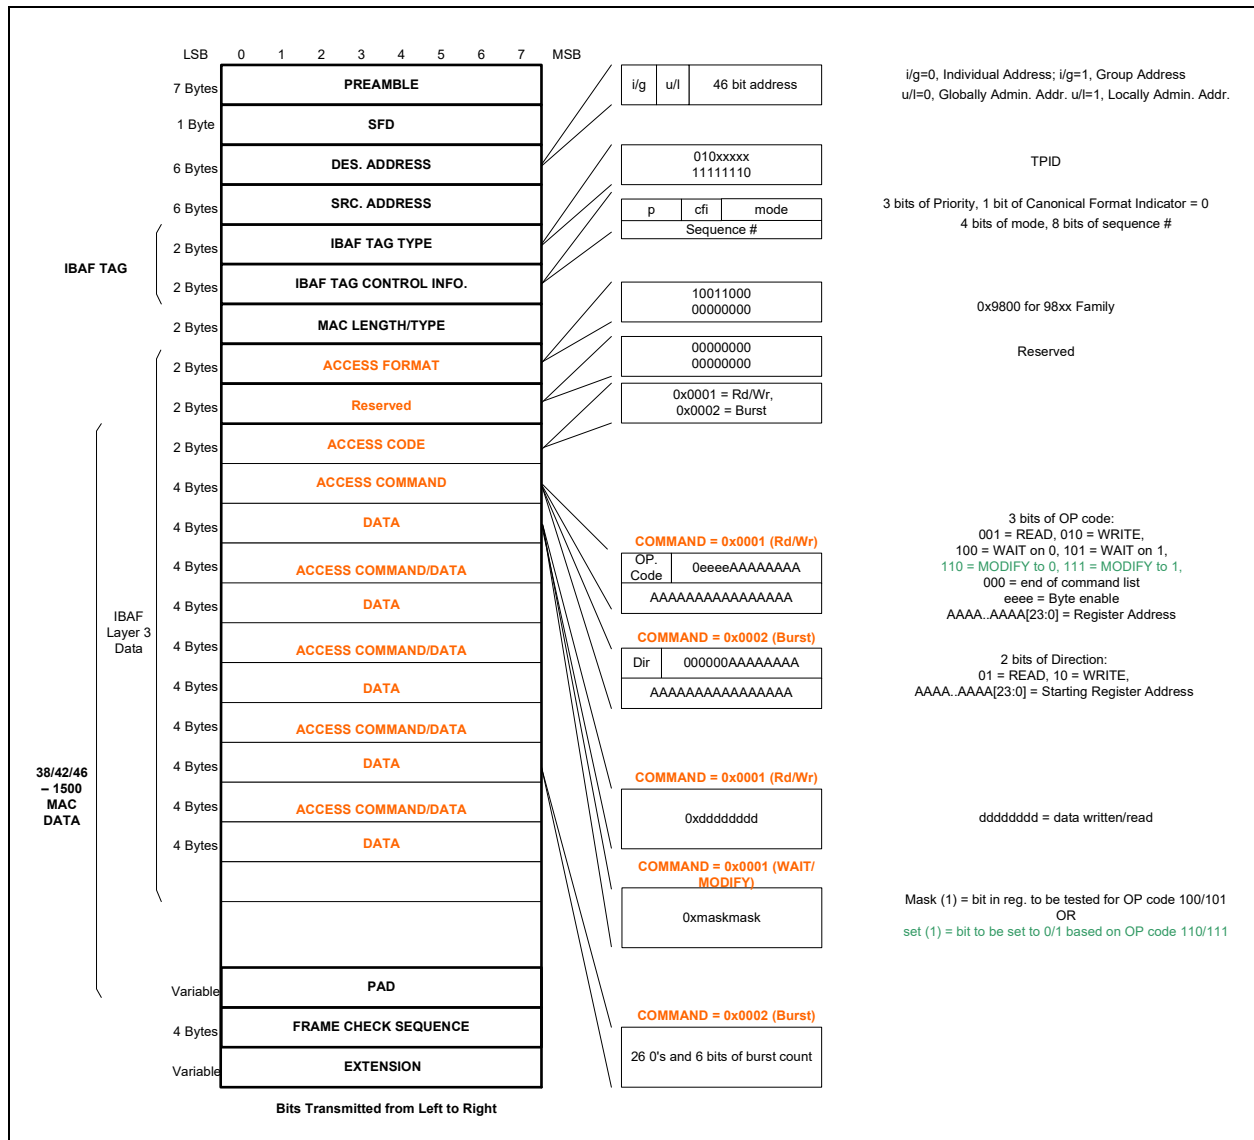 LSB 0 1 2 3 4 5 6 7 MSB
7 Bytes PREAMBLE
1 Byte SFD
6 Bytes DES. ADDRESS
6 Bytes SRC. ADDRESS
IBAF TAG
2 Bytes IBAF TAG TYPE
2 Bytes IBAF TAG CONTROL INFO.
2 Bytes MAC LENGTH/TYPE
IBAF
Layer 3
Data
38/42/46
– 1500
MAC
DATA
2 Bytes ACCESS FORMAT
2 Bytes Reserved
2 Bytes ACCESS CODE
4 Bytes ACCESS COMMAND
4 Bytes DATA
4 Bytes ACCESS COMMAND/DATA
4 Bytes DATA
4 Bytes ACCESS COMMAND/DATA
4 Bytes DATA
4 Bytes ACCESS COMMAND/DATA
4 Bytes DATA
4 Bytes ACCESS COMMAND/DATA
4 Bytes DATA
Variable PAD
4 Bytes FRAME CHECK SEQUENCE
Variable EXTENSION
Bits Transmitted from Left to Right
i/g u/l 46 bit address
i/g=0, Individual Address; i/g=1, Group Address
u/l=0, Globally Admin. Addr. u/l=1, Locally Admin. Addr.
010xxxxx
11111110
TPID
p cfi mode
Sequence #
3 bits of Priority, 1 bit of Canonical Format Indicator = 0
4 bits of mode, 8 bits of sequence #
10011000
00000000
0x9800 for 98xx Family
00000000
00000000
Reserved
0x0001 = Rd/Wr,
0x0002 = Burst
COMMAND = 0x0001 (Rd/Wr)
OP.
Code
0eeeeAAAAAAAA
AAAAAAAAAAAAAAAA
3 bits of OP code:
001 = READ, 010 = WRITE,
100 = WAIT on 0, 101 = WAIT on 1,
110 = MODIFY to 0, 111 = MODIFY to 1,
000 = end of command list
eeee = Byte enable
AAAA..AAAA[23:0] = Register Address
COMMAND = 0x0002 (Burst)
Dir 000000AAAAAAAA
AAAAAAAAAAAAAAAA
2 bits of Direction:
01 = READ, 10 = WRITE,
AAAA..AAAA[23:0] = Starting Register Address
COMMAND = 0x0001 (Rd/Wr)
0xdddddddd
dddddddd = data written/read
COMMAND = 0x0001 (WAIT/
MODIFY)
0xmaskmask
Mask (1) = bit in reg. to be tested for OP code 100/101
OR
set (1) = bit to be set to 0/1 based on OP code 110/111
COMMAND = 0x0002 (Burst)
26 0's and 6 bits of burst count